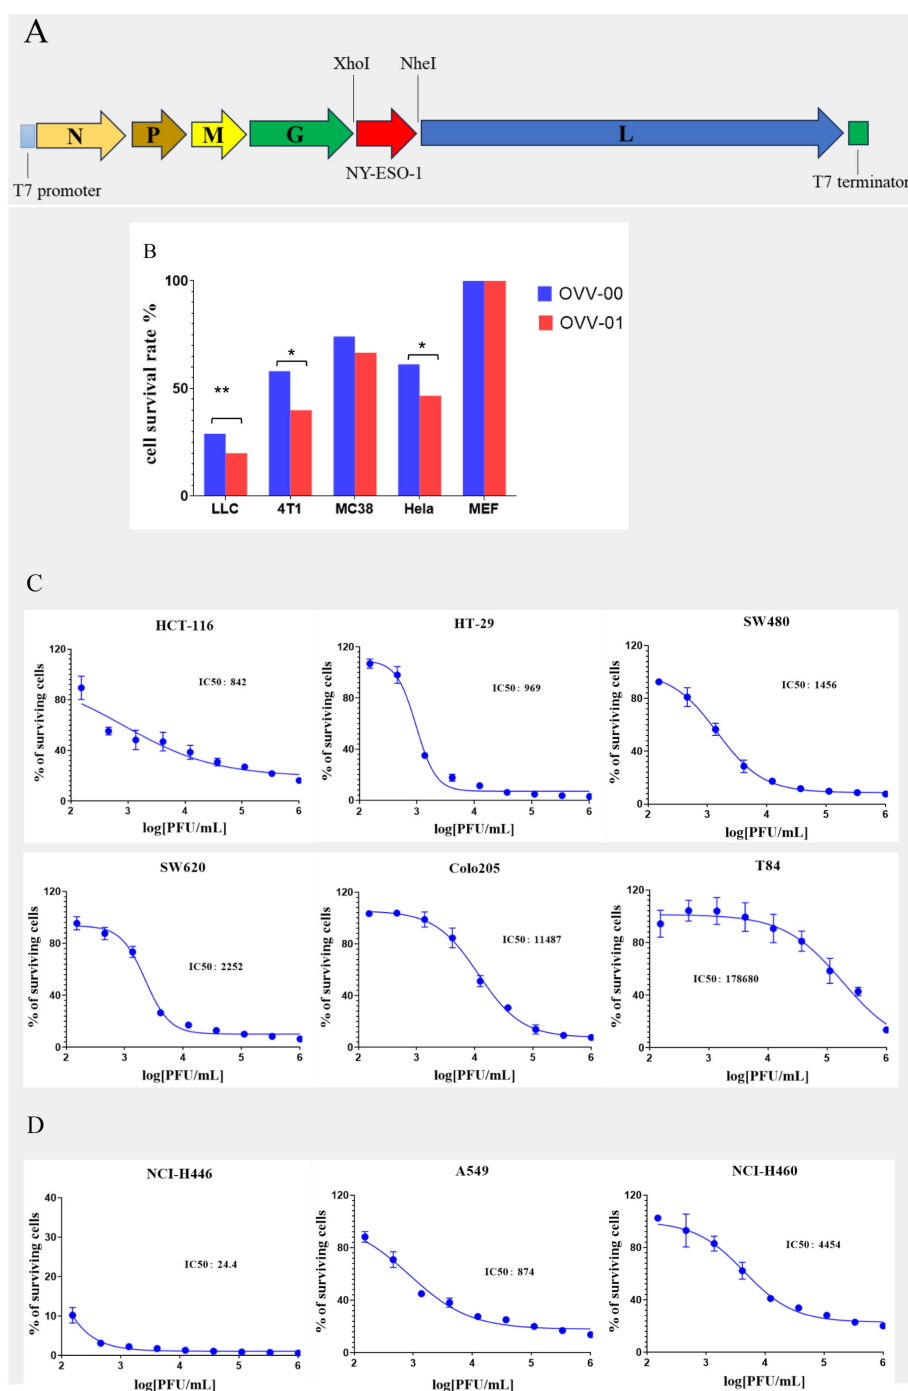 A
XhoI NheI
N P M G L
NY-ESO-1
T7 promoter T7 terminator
B
cell survival rate %
100
50
0
** * *
LLC 4T1 MC38 Hela MEF
OVV-00
OVV-01
C
HCT-116
% of surviving cells
120
80
40
0
IC50: 842
2 3 4 5 6
log[PFU/mL]
HT-29
% of surviving cells
120
80
40
0
IC50: 969
2 3 4 5 6
log[PFU/mL]
SW480
% of surviving cells
120
80
40
0
IC50: 1456
2 3 4 5 6
log[PFU/mL]
SW620
% of surviving cells
120
80
40
0
IC50: 2252
2 3 4 5 6
log[PFU/mL]
Colo205
% of surviving cells
120
80
40
0
IC50: 11487
2 3 4 5 6
log[PFU/mL]
T84
% of surviving cells
120
80
40
0
IC50: 178680
2 3 4 5 6
log[PFU/mL]
D
NCI-H446
% of surviving cells
40
30
20
10
0
IC50: 24.4
2 3 4 5 6
log[PFU/mL]
A549
% of surviving cells
120
80
40
0
IC50: 874
2 3 4 5 6
log[PFU/mL]
NCI-H460
% of surviving cells
120
80
40
0
IC50: 4454
2 3 4 5 6
log[PFU/mL]